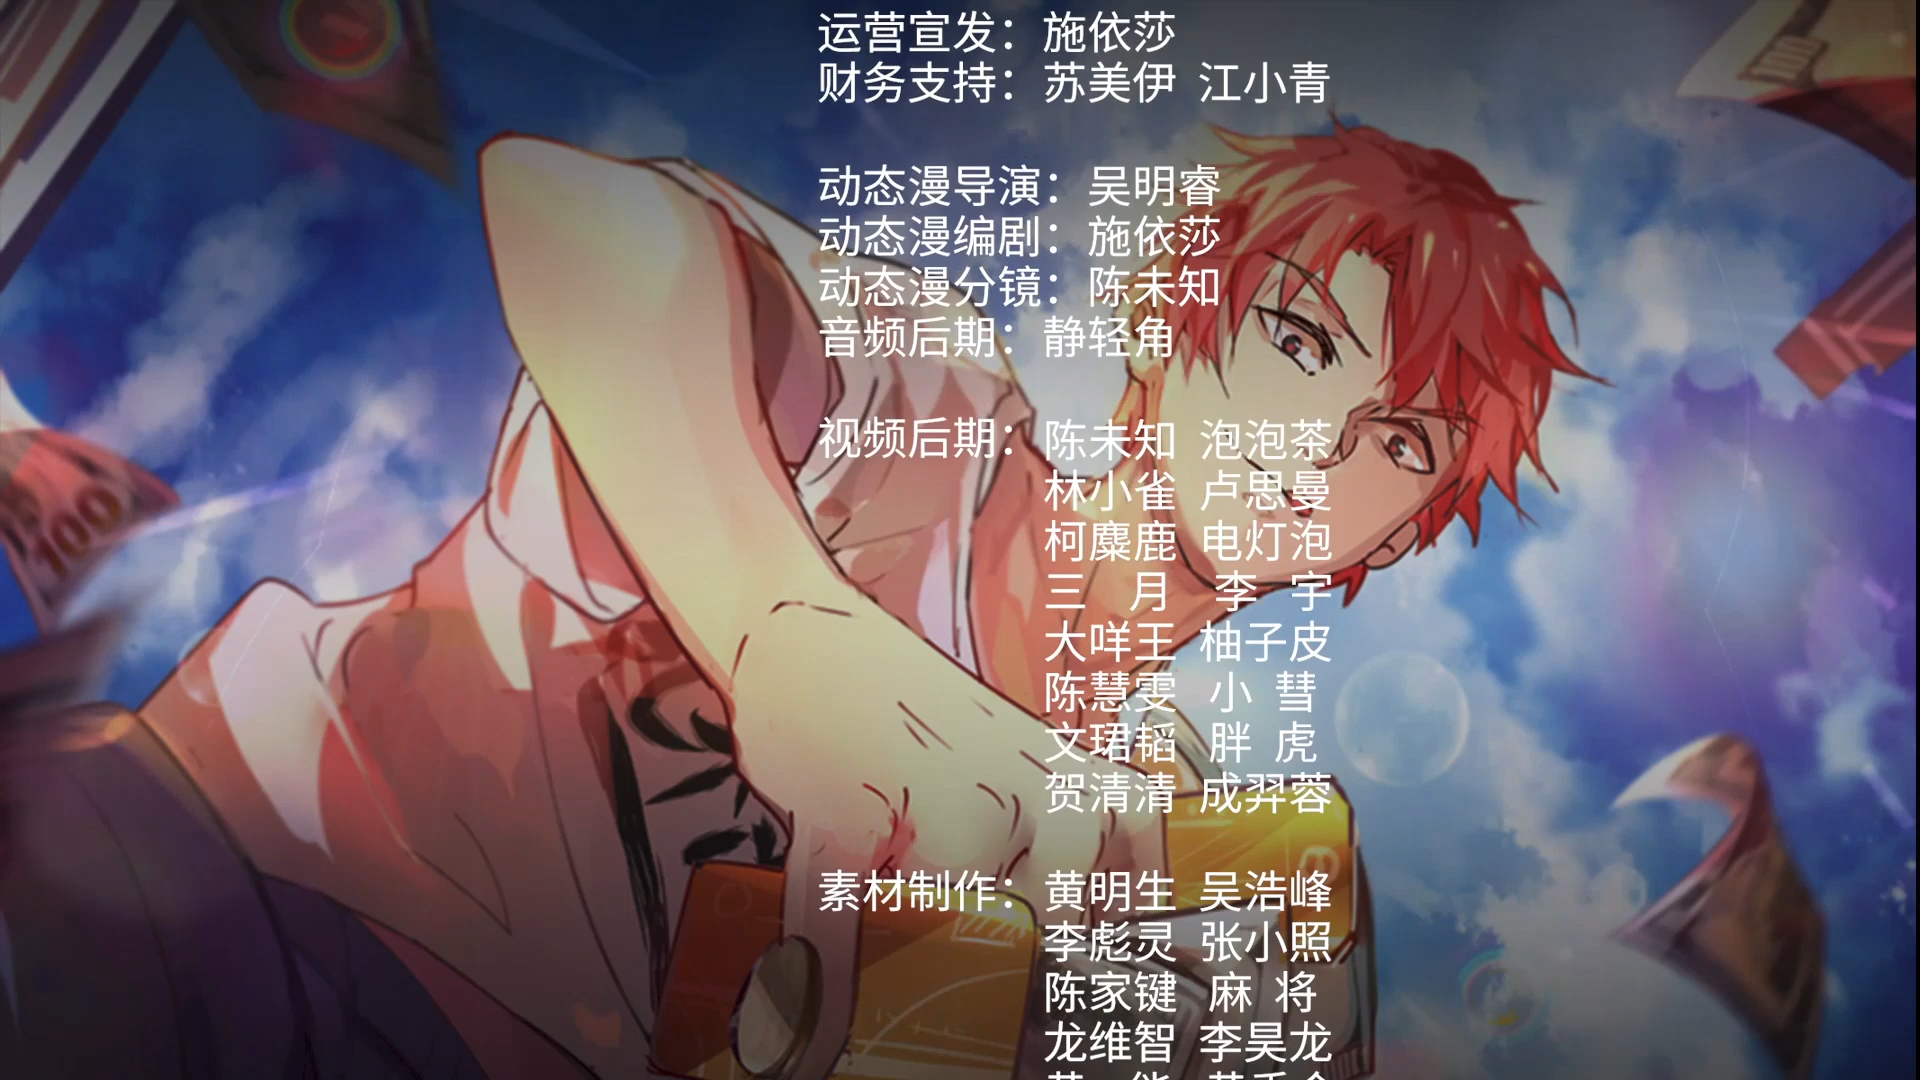 运营宣发：施依莎
财务支持：苏美伊 江小青
动态漫导演：吴明睿
动态漫编剧：施依莎
动态漫分镜：陈未知
音频后期：静轻角
视频后期：陈未知 泡泡茶
林小雀 卢思曼
柯麋鹿 电灯泡
三 月 李 宇
大咩王 柚子皮
陈慧雯 小 彗
文珺韬 胖 虎
贺清清 成羿蓉
素材制作：黄明生 吴浩峰
李彪灵 张小照
陈家键 麻 将
龙维智 李昊龙
100
100